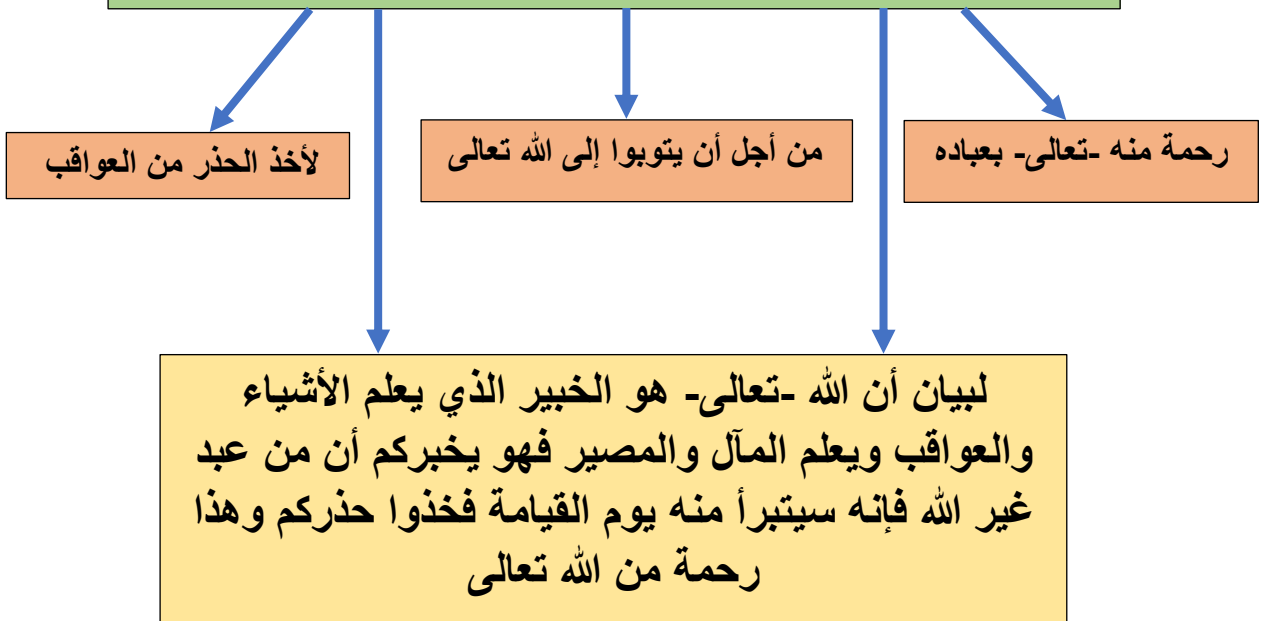 رحمة منه -تعالى- بعباده
من أجل أن يتوبوا إلى الله تعالى
لأخذ الحذر من العواقب
لبيان أن الله -تعالى- هو الخبير الذي يعلم الأشياء
والعواقب ويعلم المآل والمصير فهو يخبركم أن من عبد
غير الله فإنه سيتبرأ منه يوم القيامة فخذوا حذركم وهذا
رحمة من الله تعالى